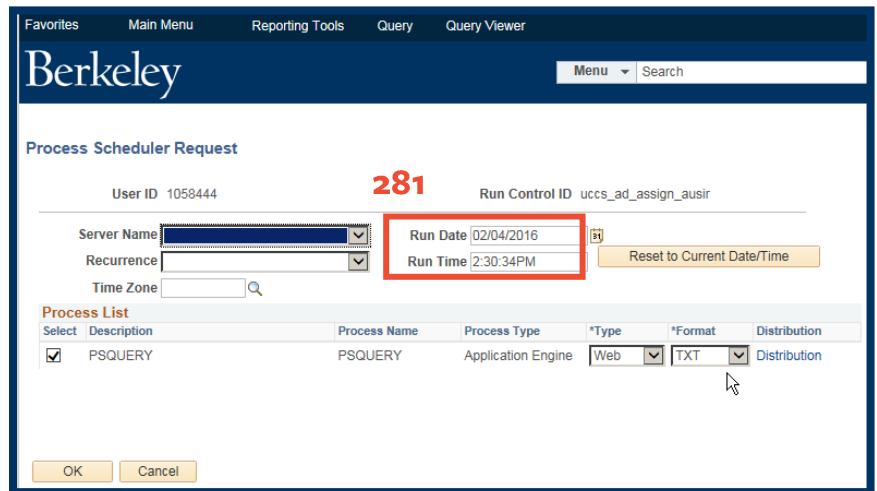 Favorites Main Menu Reporting Tools Query Query Viewer
Berkeley
Menu Search
Process Scheduler Request
281
User ID 1058444 Run Control ID uccs_ad_assign_ausir
Server Name Run Date 02/04/2016 31
Recurrence Run Time 2:30:34PM Reset to Current Date/Time
Time Zone
Process List
Select Description Process Name Process Type *Type *Format Distribution
PSQUERY PSQUERY Application Engine Web TXT Distribution
OK Cancel